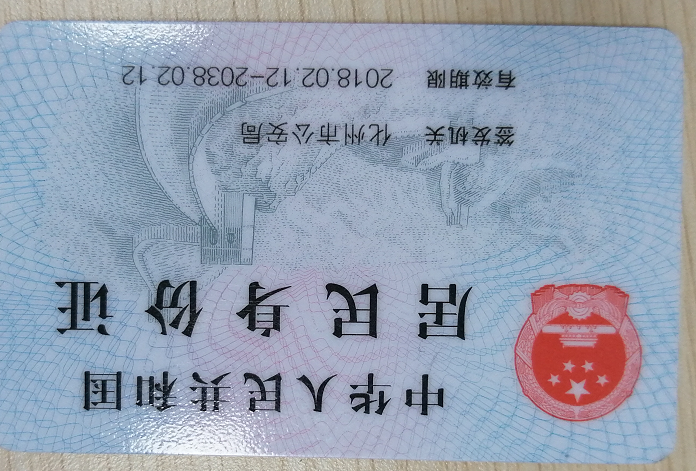 中华人民共和国
居民身份证
签发机关 化州市公安局
有效期限 2018.02.12-2038.02.12